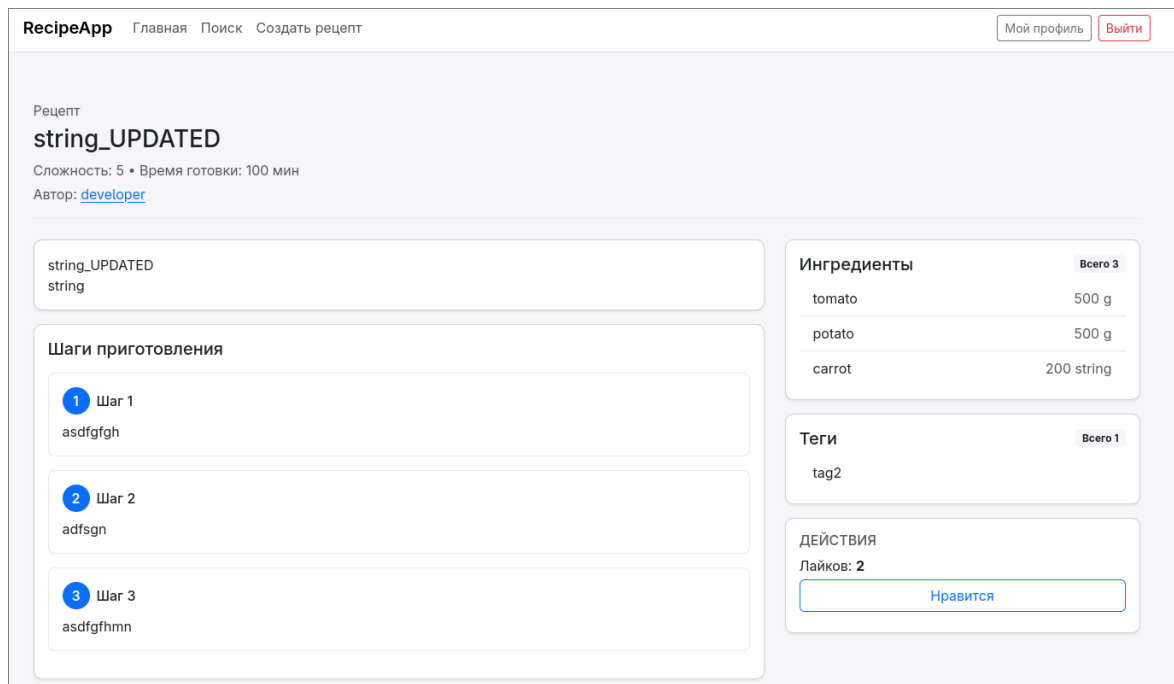 RecipeApp Главная Поиск Создать рецепт Мой профиль Выйти
Рецепт
string_UPDATED
Сложность: 5 • Время готовки: 100 мин
Автор: developer
string_UPDATED
string
Шаги приготовления
1 Шаг 1
asdfgfgh
2 Шаг 2
adfsgn
3 Шаг 3
asdfgfhmn
Ингредиенты Всего 3
tomato 500 g
potato 500 g
carrot 200 string
Теги Всего 1
tag2
ДЕЙСТВИЯ
Лайков: 2
Нравится